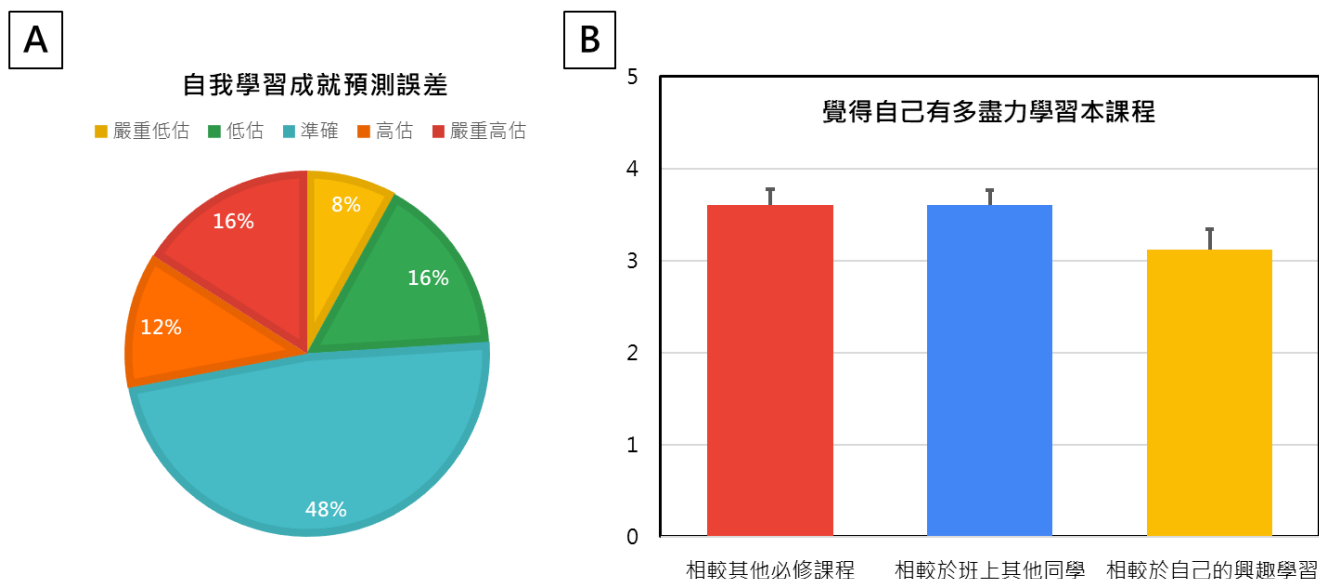 A
自我學習成就預測誤差
嚴重低估 低估 準確 高估 嚴重高估
8%
16%
48%
12%
16%
B
覺得自己有多盡力學習本課程
5
4
3
2
1
0
相較其他必修課程 相較於班上其他同學 相較於自己的興趣學習